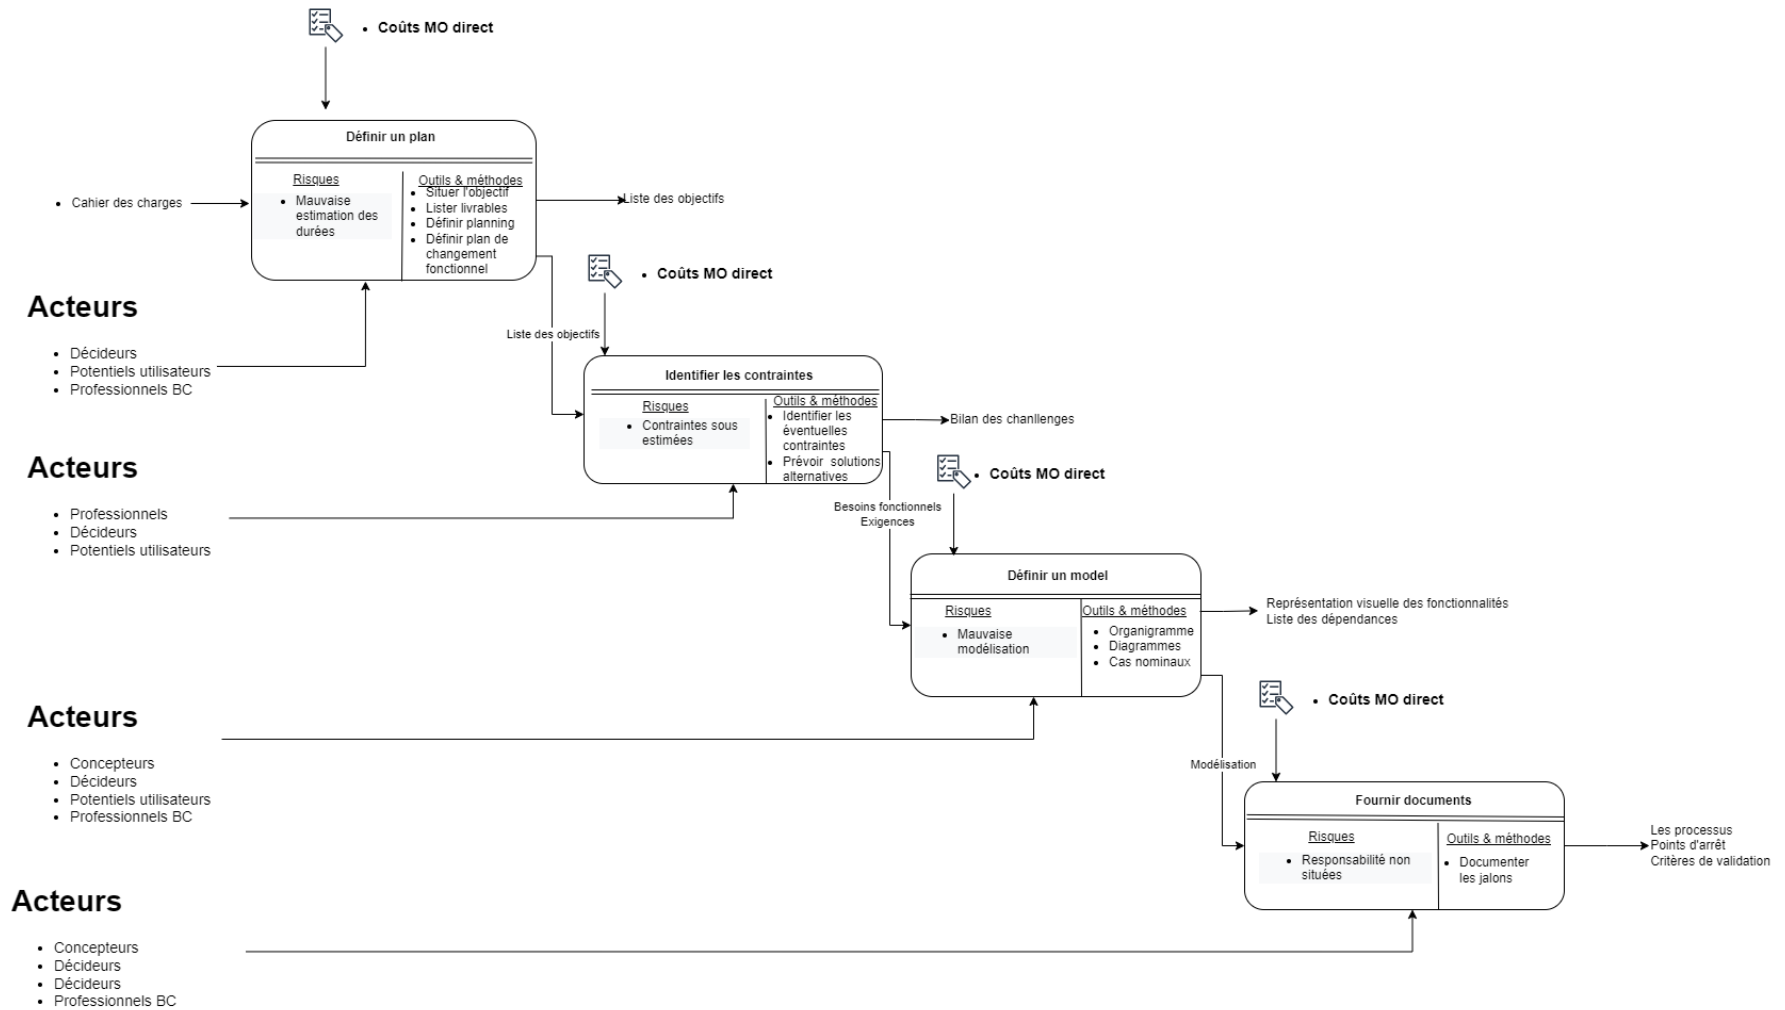 Coûts MO direct
Définir un plan
Risques
Mauvaise
estimation des
durées
Outils & méthodes
Situer l'objectif
Lister livrables
Définir planning
Définir plan de
changement
fonctionnel
Cahier des charges
Liste des objectifs
Acteurs
Décideurs
Potentiels utilisateurs
Professionnels BC
Coûts MO direct
Liste des objectifs
Identifier les contraintes
Risques
Contraintes sous
estimées
Outils & méthodes
Identifier les
éventuelles
contraintes
Prévoir solutions
alternatives
Bilan des chanllenges
Acteurs
Professionnels
Décideurs
Potentiels utilisateurs
Coûts MO direct
Besoins fonctionnels
Exigences
Définir un model
Risques
Mauvaise
modélisation
Outils & méthodes
Organigramme
Diagrammes
Cas nominaux
Représentation visuelle des fonctionnalités
Liste des dépendances
Acteurs
Concepteurs
Décideurs
Potentiels utilisateurs
Professionnels BC
Coûts MO direct
Modélisation
Fournir documents
Risques
Responsabilité non
situées
Outils & méthodes
Documenter
les jalons
Les processus
Points d'arrêt
Critères de validation
Acteurs
Concepteurs
Décideurs
Décideurs
Professionnels BC